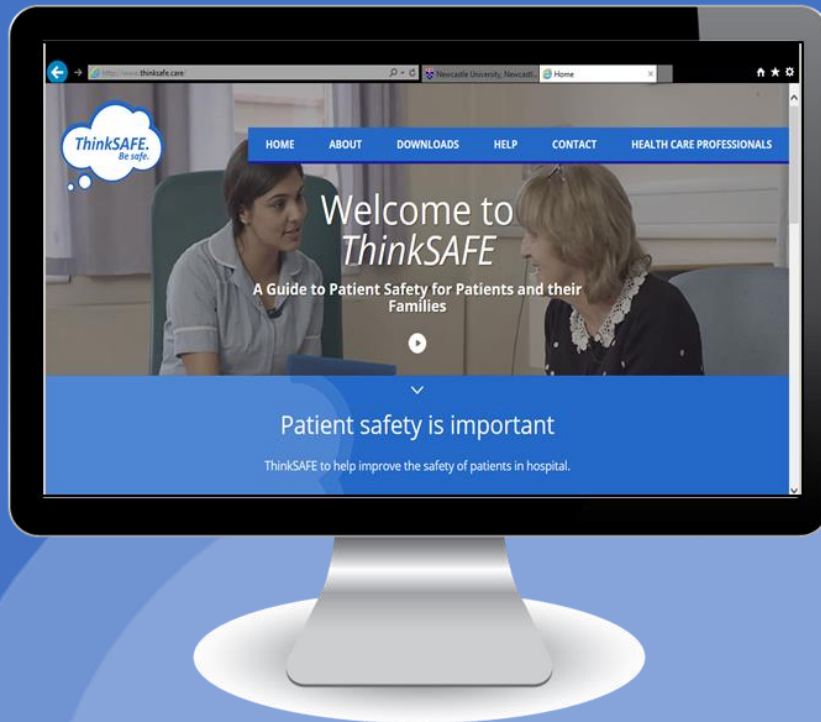 http://www.thinksafe.care/
Newcastle University, Newcastl...
Home
ThinkSAFE.
Be safe.
HOME ABOUT DOWNLOADS HELP CONTACT HEALTH CARE PROFESSIONALS
Welcome to
ThinkSAFE
A Guide to Patient Safety for Patients and their
Families
Patient safety is important
ThinkSAFE to help improve the safety of patients in hospital.